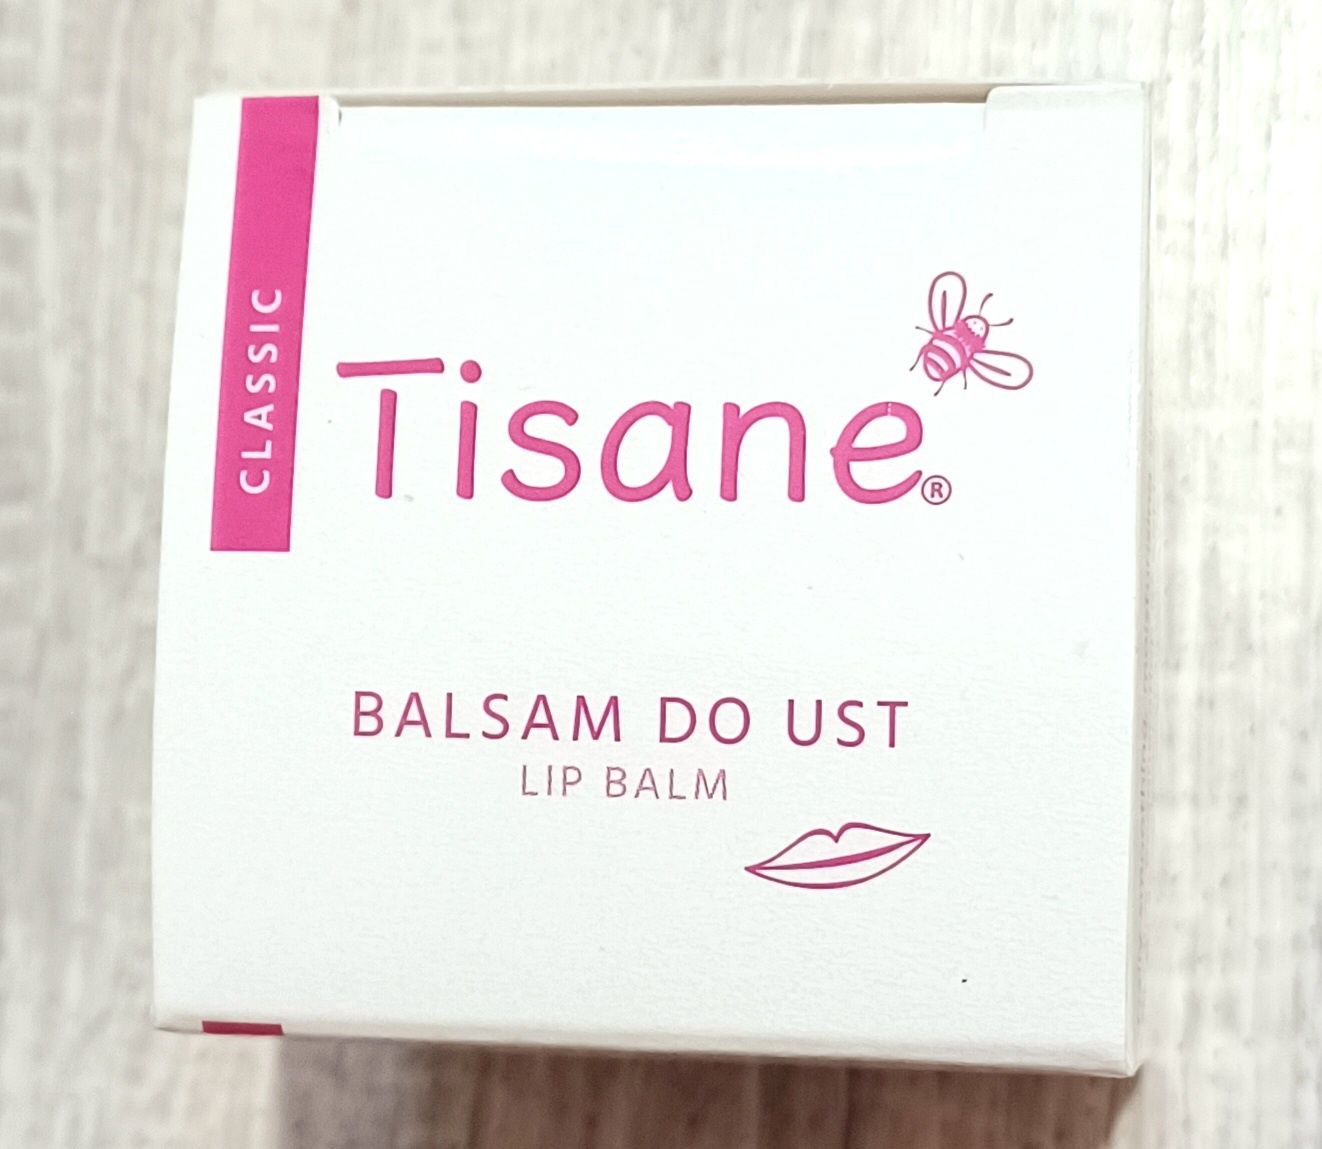 CLASSIC
Tisane®
BALSAM DO UST
LIP BALM